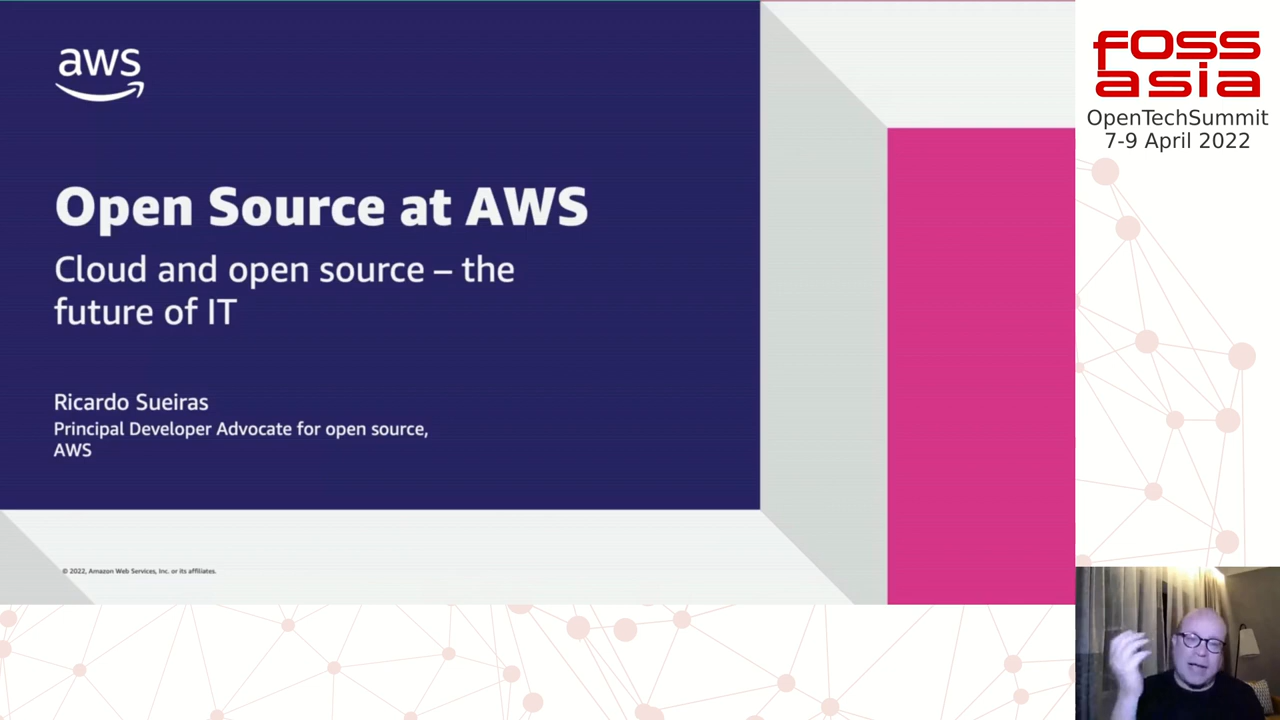 aws
Open Source at AWS
Cloud and open source – the
future of IT
Ricardo Sueiras
Principal Developer Advocate for open source,
AWS
© 2022, Amazon Web Services, Inc. or its affiliates.
fOSS
asia
OpenTechSummit
7-9 April 2022